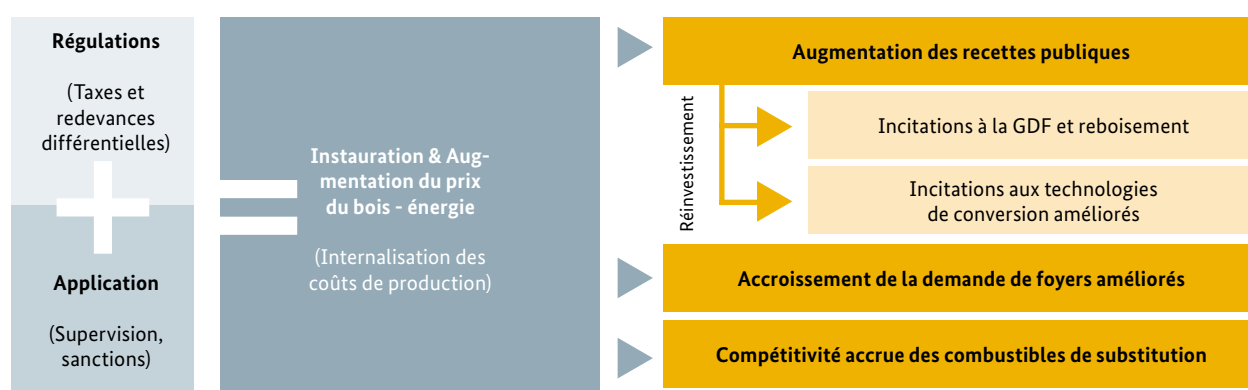 Régulations
(Taxes et
redevances
différentielles)
Application
(Supervision,
sanctions)
Instauration & Aug-
mentation du prix
du bois - énergie
(Internalisation des
coûts de production)
Augmentation des recettes publiques
Réinvestissement
Incitations à la GDF et reboisement
Incitations aux technologies
de conversion améliorés
Accroissement de la demande de foyers améliorés
Compétitivité accrue des combustibles de substitution